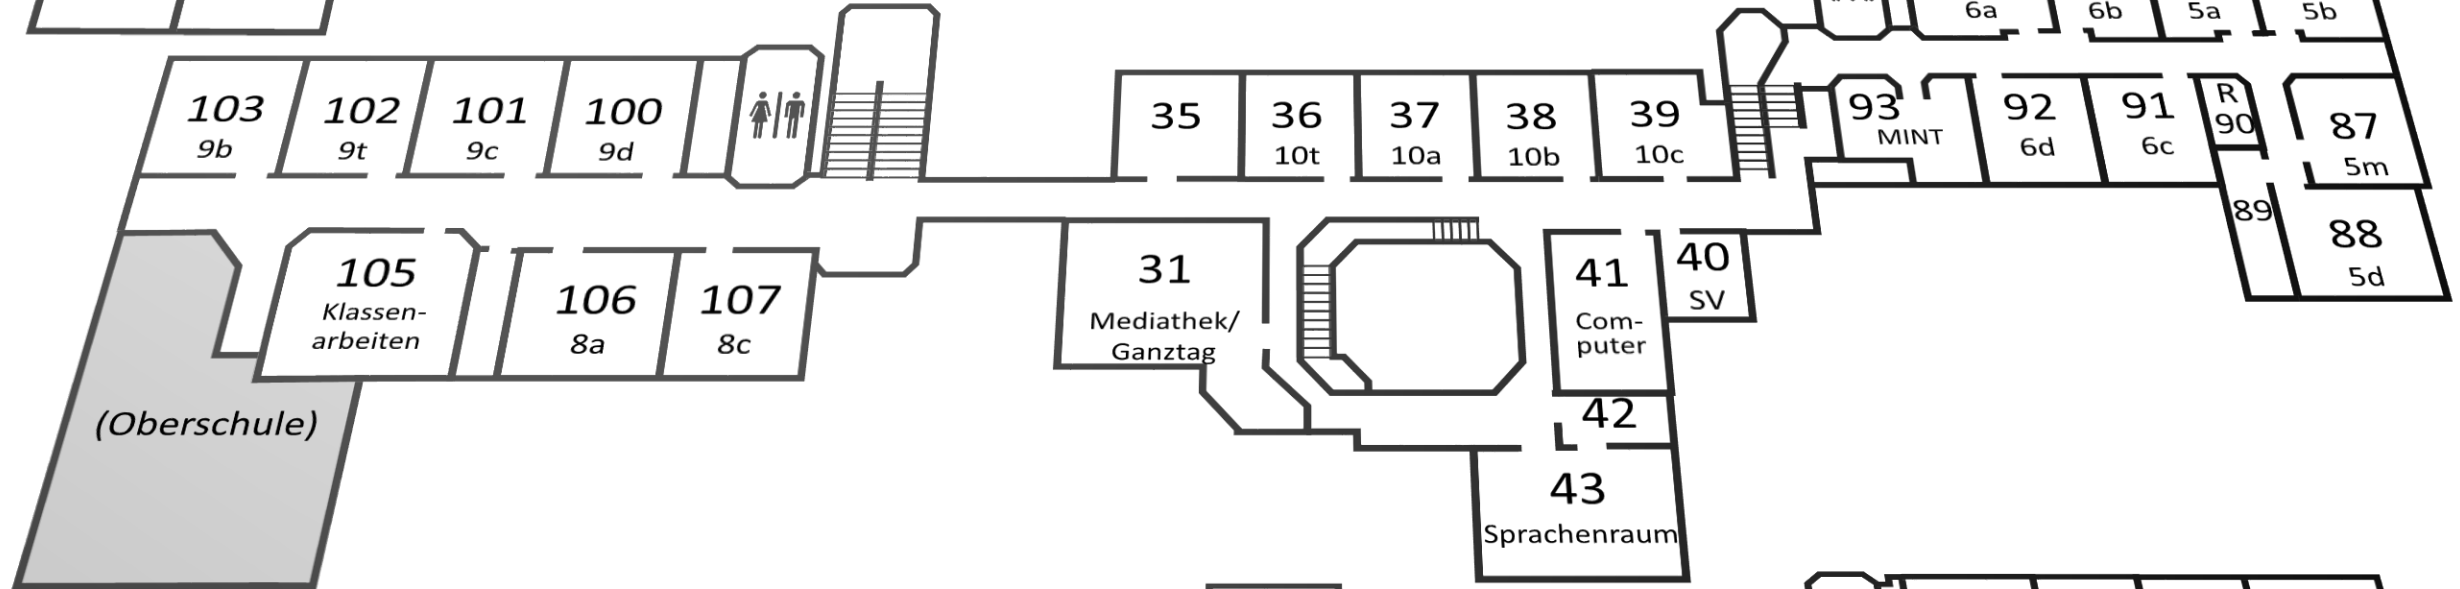 6a
6b
5a
5b
103
9b
102
9t
101
9c
100
9d
35
36
10t
37
10a
38
10b
39
10c
93
MINT
92
6d
91
6c
R
90
87
5m
89
88
5d
105
Klassen-
arbeiten
106
8a
107
8c
31
Mediathek/
Ganztag
41
Com-
puter
40
SV
42
43
Sprachenraum
(Oberschule)